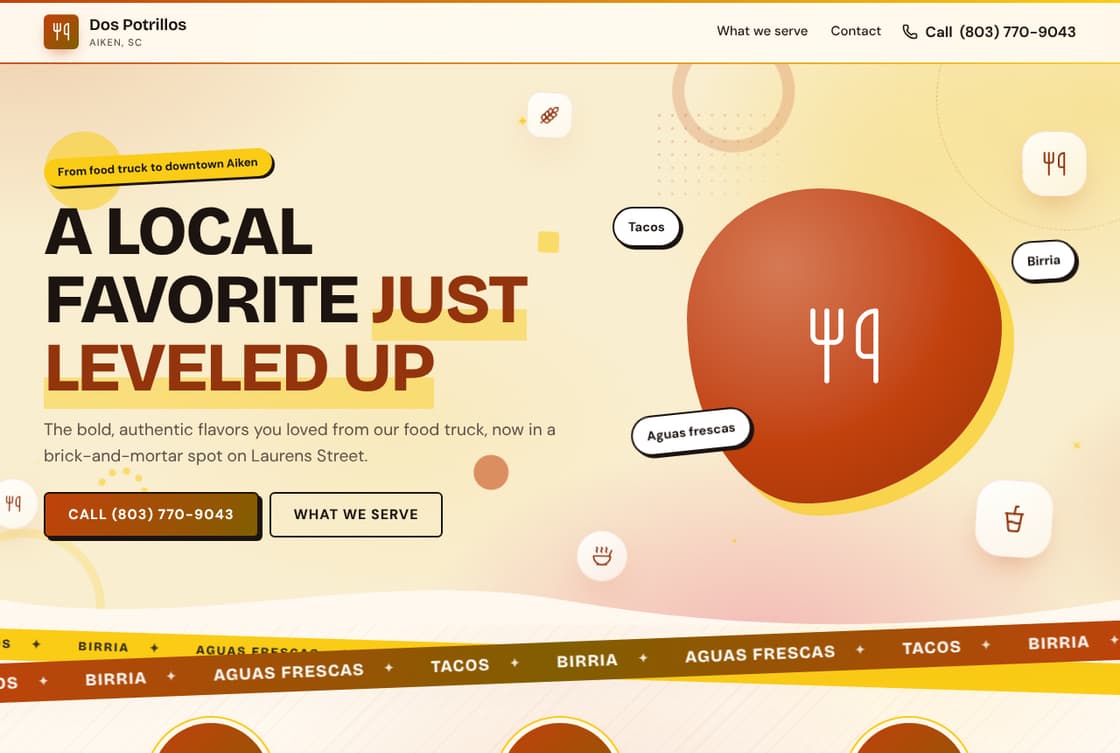 Dos Potrillos
AIKEN, SC
What we serve
Contact
Call (803) 770-9043
From food truck to downtown Aiken
A LOCAL
FAVORITE JUST
LEVELED UP
The bold, authentic flavors you loved from our food truck, now in a
brick-and-mortar spot on Laurens Street.
CALL (803) 770-9043
WHAT WE SERVE
Tacos
Birria
Aguas frescas
S ✦ BIRRIA ✦ AGUAS FRESCAS
OS ✦ BIRRIA ✦ AGUAS FRESCAS ✦ TACOS ✦ BIRRIA ✦ AGUAS FRESCAS ✦ TACOS ✦ BIRRIA ✦